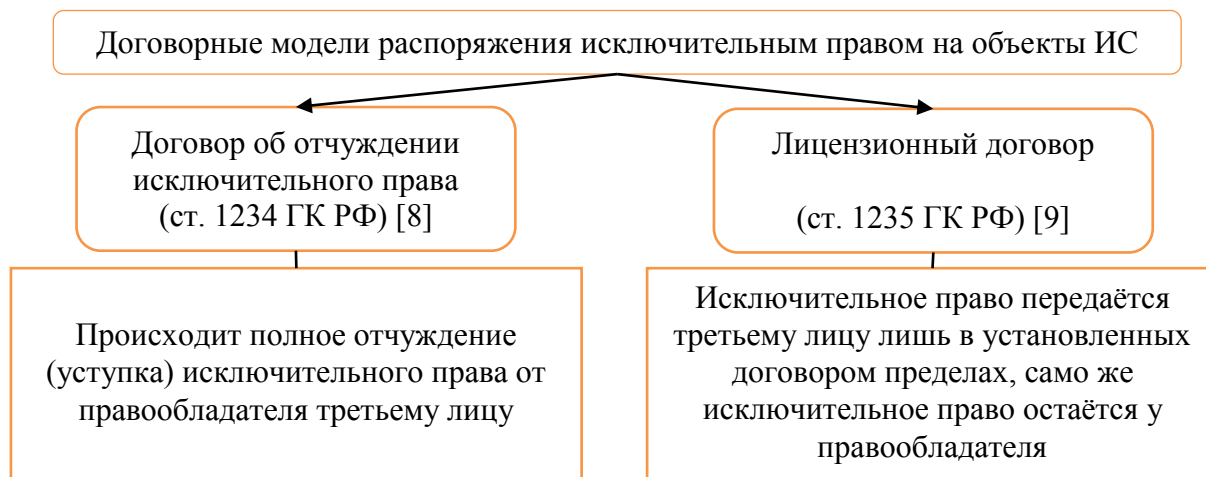 Договорные модели распоряжения исключительным правом на объекты ИС
Договор об отчуждении
исключительного права
(ст. 1234 ГК РФ) [8]
Лицензионный договор
(ст. 1235 ГК РФ) [9]
Происходит полное отчуждение
(уступка) исключительного права от
правообладателя третьему лицу
Исключительное право передаётся
третьему лицу лишь в установленных
договором пределах, само же
исключительное право остаётся у
правообладателя